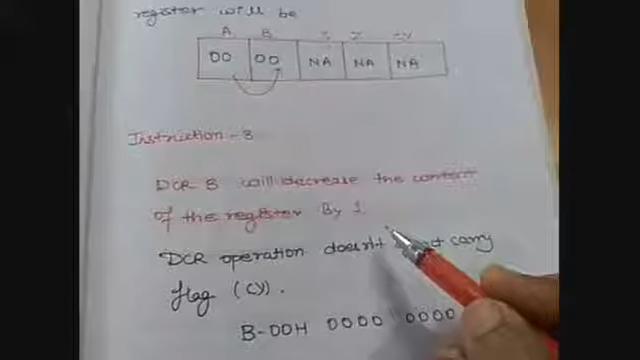 register will be
A B S Z CY
00 00 NA NA NA
Instruction - 3
DCR B will decrease the content
of the register By 1
DCR operation doesn't carry
flag (CY).
B-00H 0000 0000